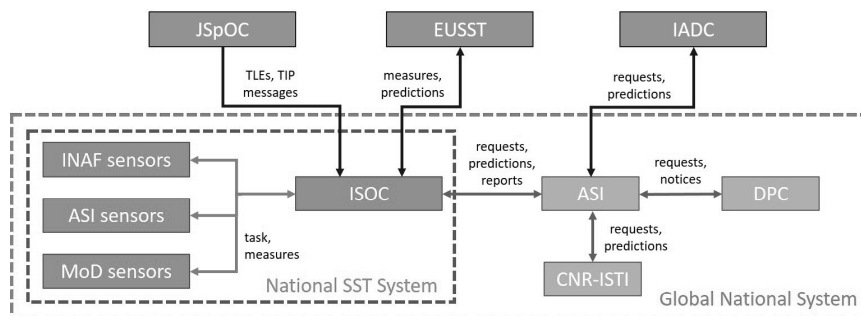 JSpOC
EUSST
IADC
TLEs, TIP
messages
measures,
predictions
requests,
predictions
INAF sensors
ASI sensors
MoD sensors
task,
measures
ISOC
requests,
predictions,
reports
ASI
requests,
notices
DPC
requests,
predictions
CNR-ISTI
National SST System
Global National System